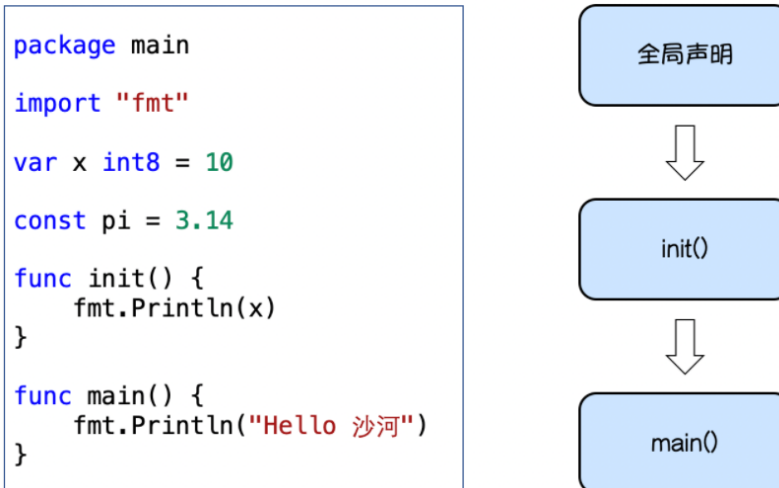 package main
import "fmt"
var x int8 = 10
const pi = 3.14
func init() {
    fmt.Println(x)
}
func main() {
    fmt.Println("Hello 沙河")
}
全局声明
init()
main()